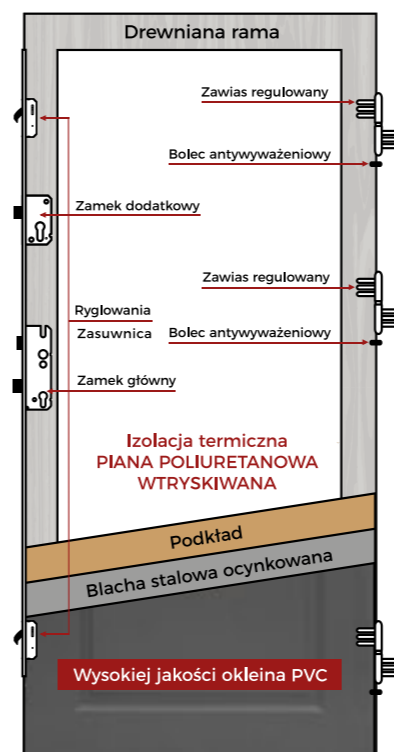 Drewniana rama
Zawias regulowany
Bolec antywyważeniowy
Zamek dodatkowy
Zawias regulowany
Ryglowania
Zasuwnica
Bolec antywyważeniowy
Zamek główny
Izolacja termiczna
PIANA POLIURETANOWA
WTRYSKIWANA
Podkład
Blacha stalowa ocynkowana
Wysokiej jakości okleina PVC